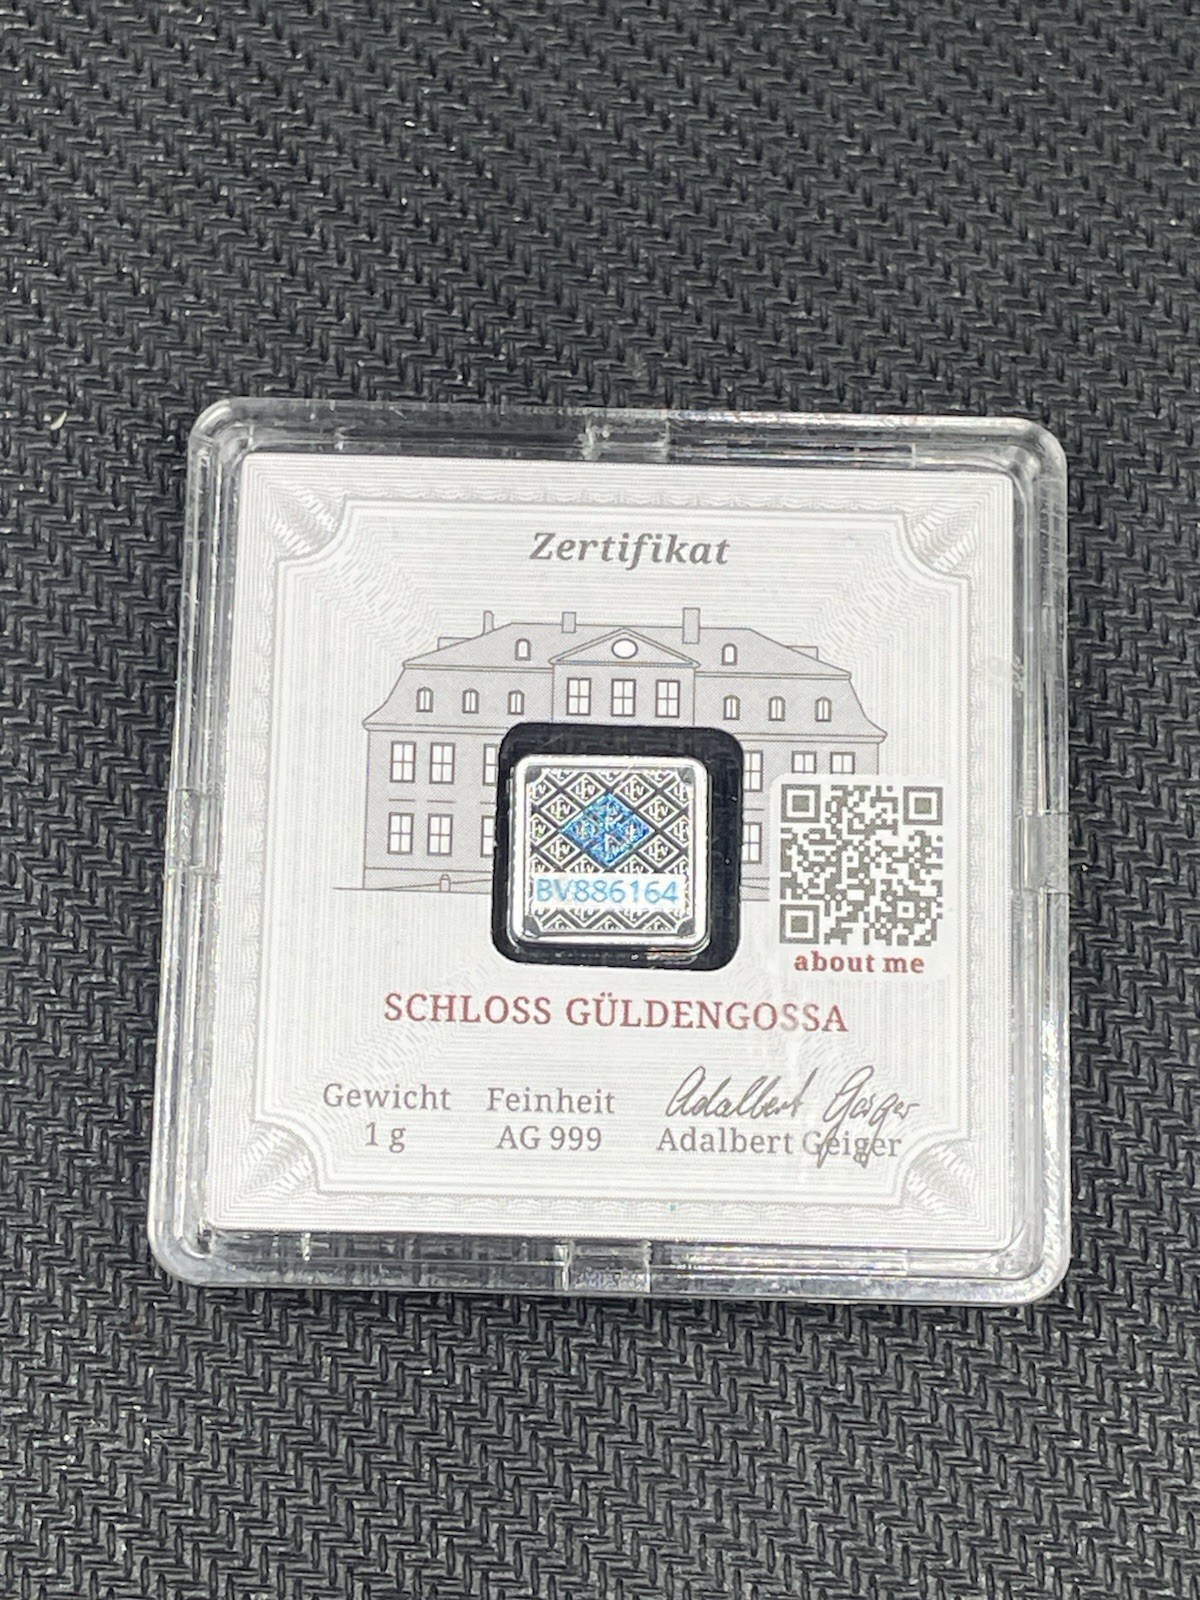 Zertifikat
BV886164
about me
SCHLOSS GÜLDENGOSSA
Gewicht Feinheit Adalbert Geiger
1 g AG 999 Adalbert Geiger